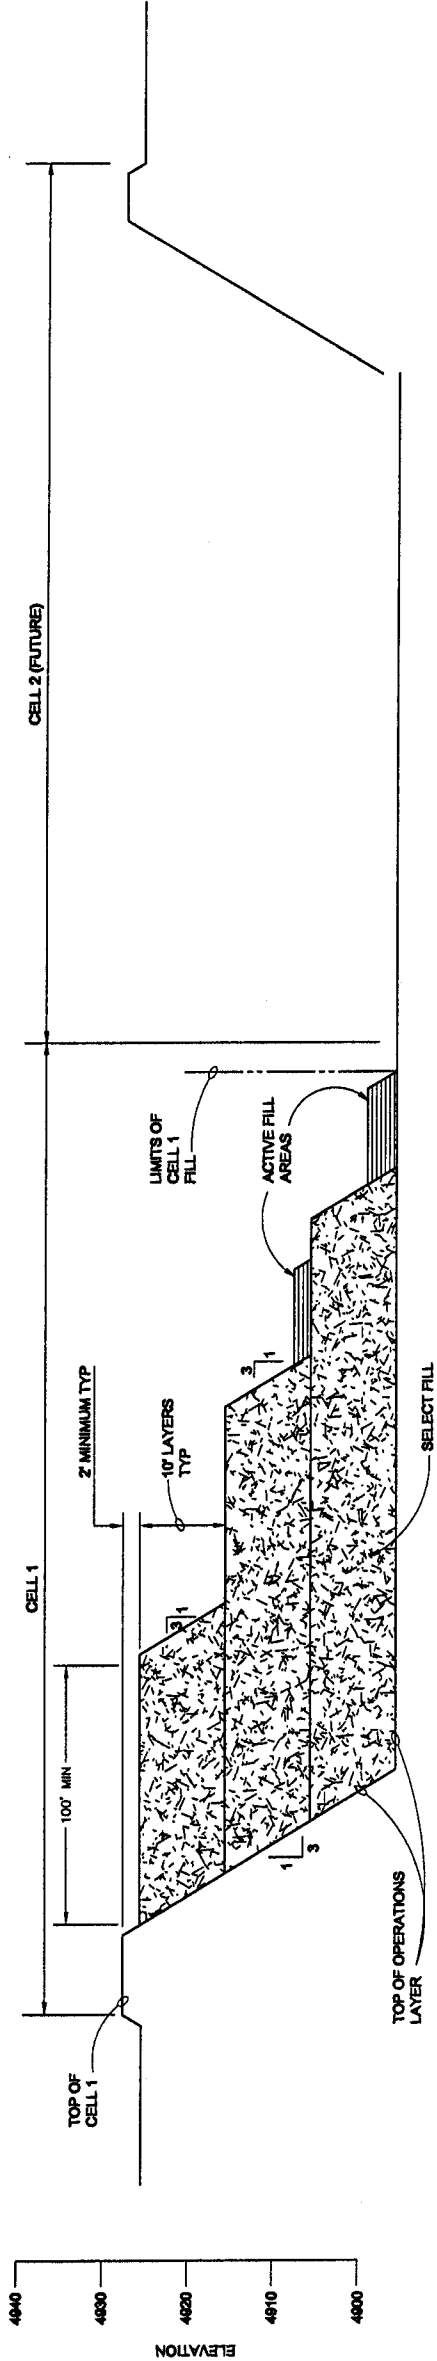 CELL 1
CELL 2 (FUTURE)
2' MINIMUM TYP
100' MIN
10' LAYERS
TYP
LIMITS OF
CELL 1
FILL
ACTIVE FILL
AREAS
TOP OF
CELL 1
3
1
3
1
1
3
SELECT FILL
TOP OF OPERATIONS
LAYER
ELEVATION
4940
4930
4920
4910
4900